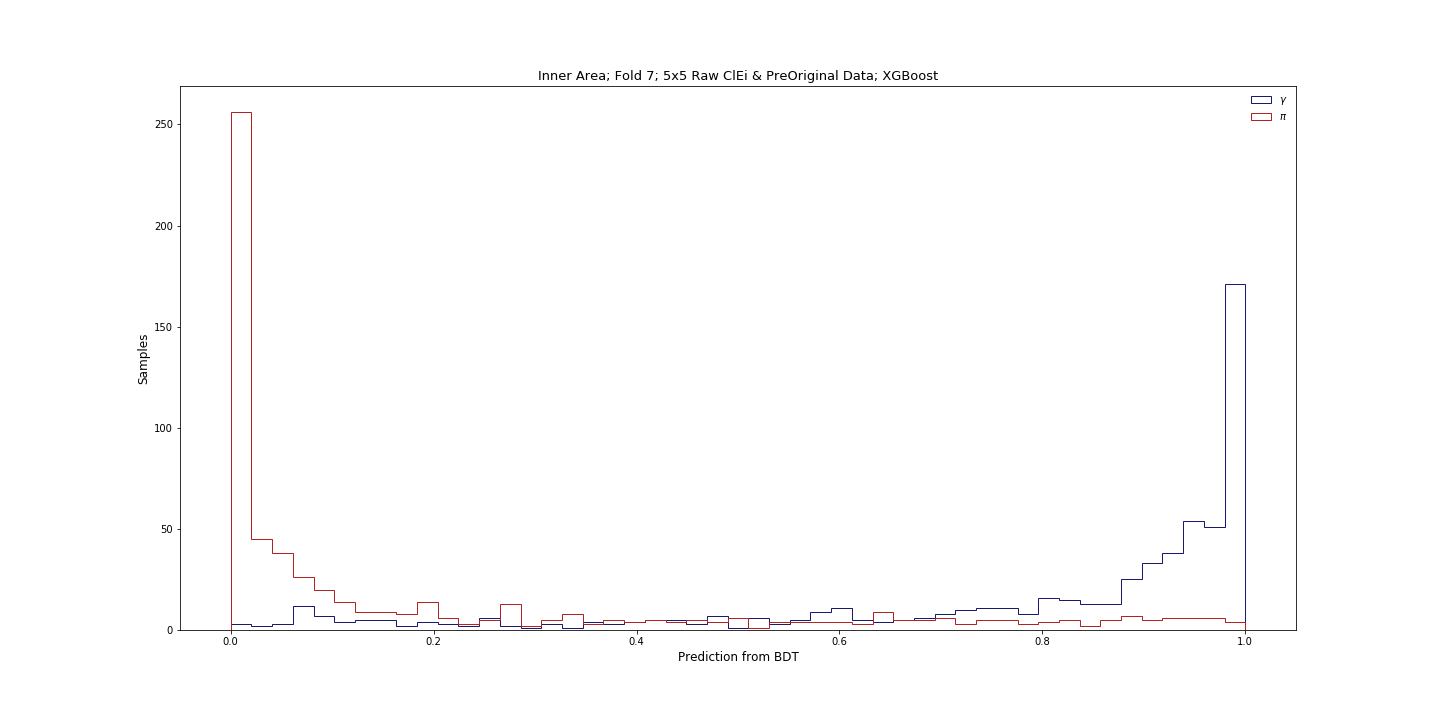 Inner Area; Fold 7; 5x5 Raw ClEi & PreOriginal Data; XGBoost
γ
π
250
200
150
100
50
0
Samples
0.0 0.2 0.4 0.6 0.8 1.0
Prediction from BDT